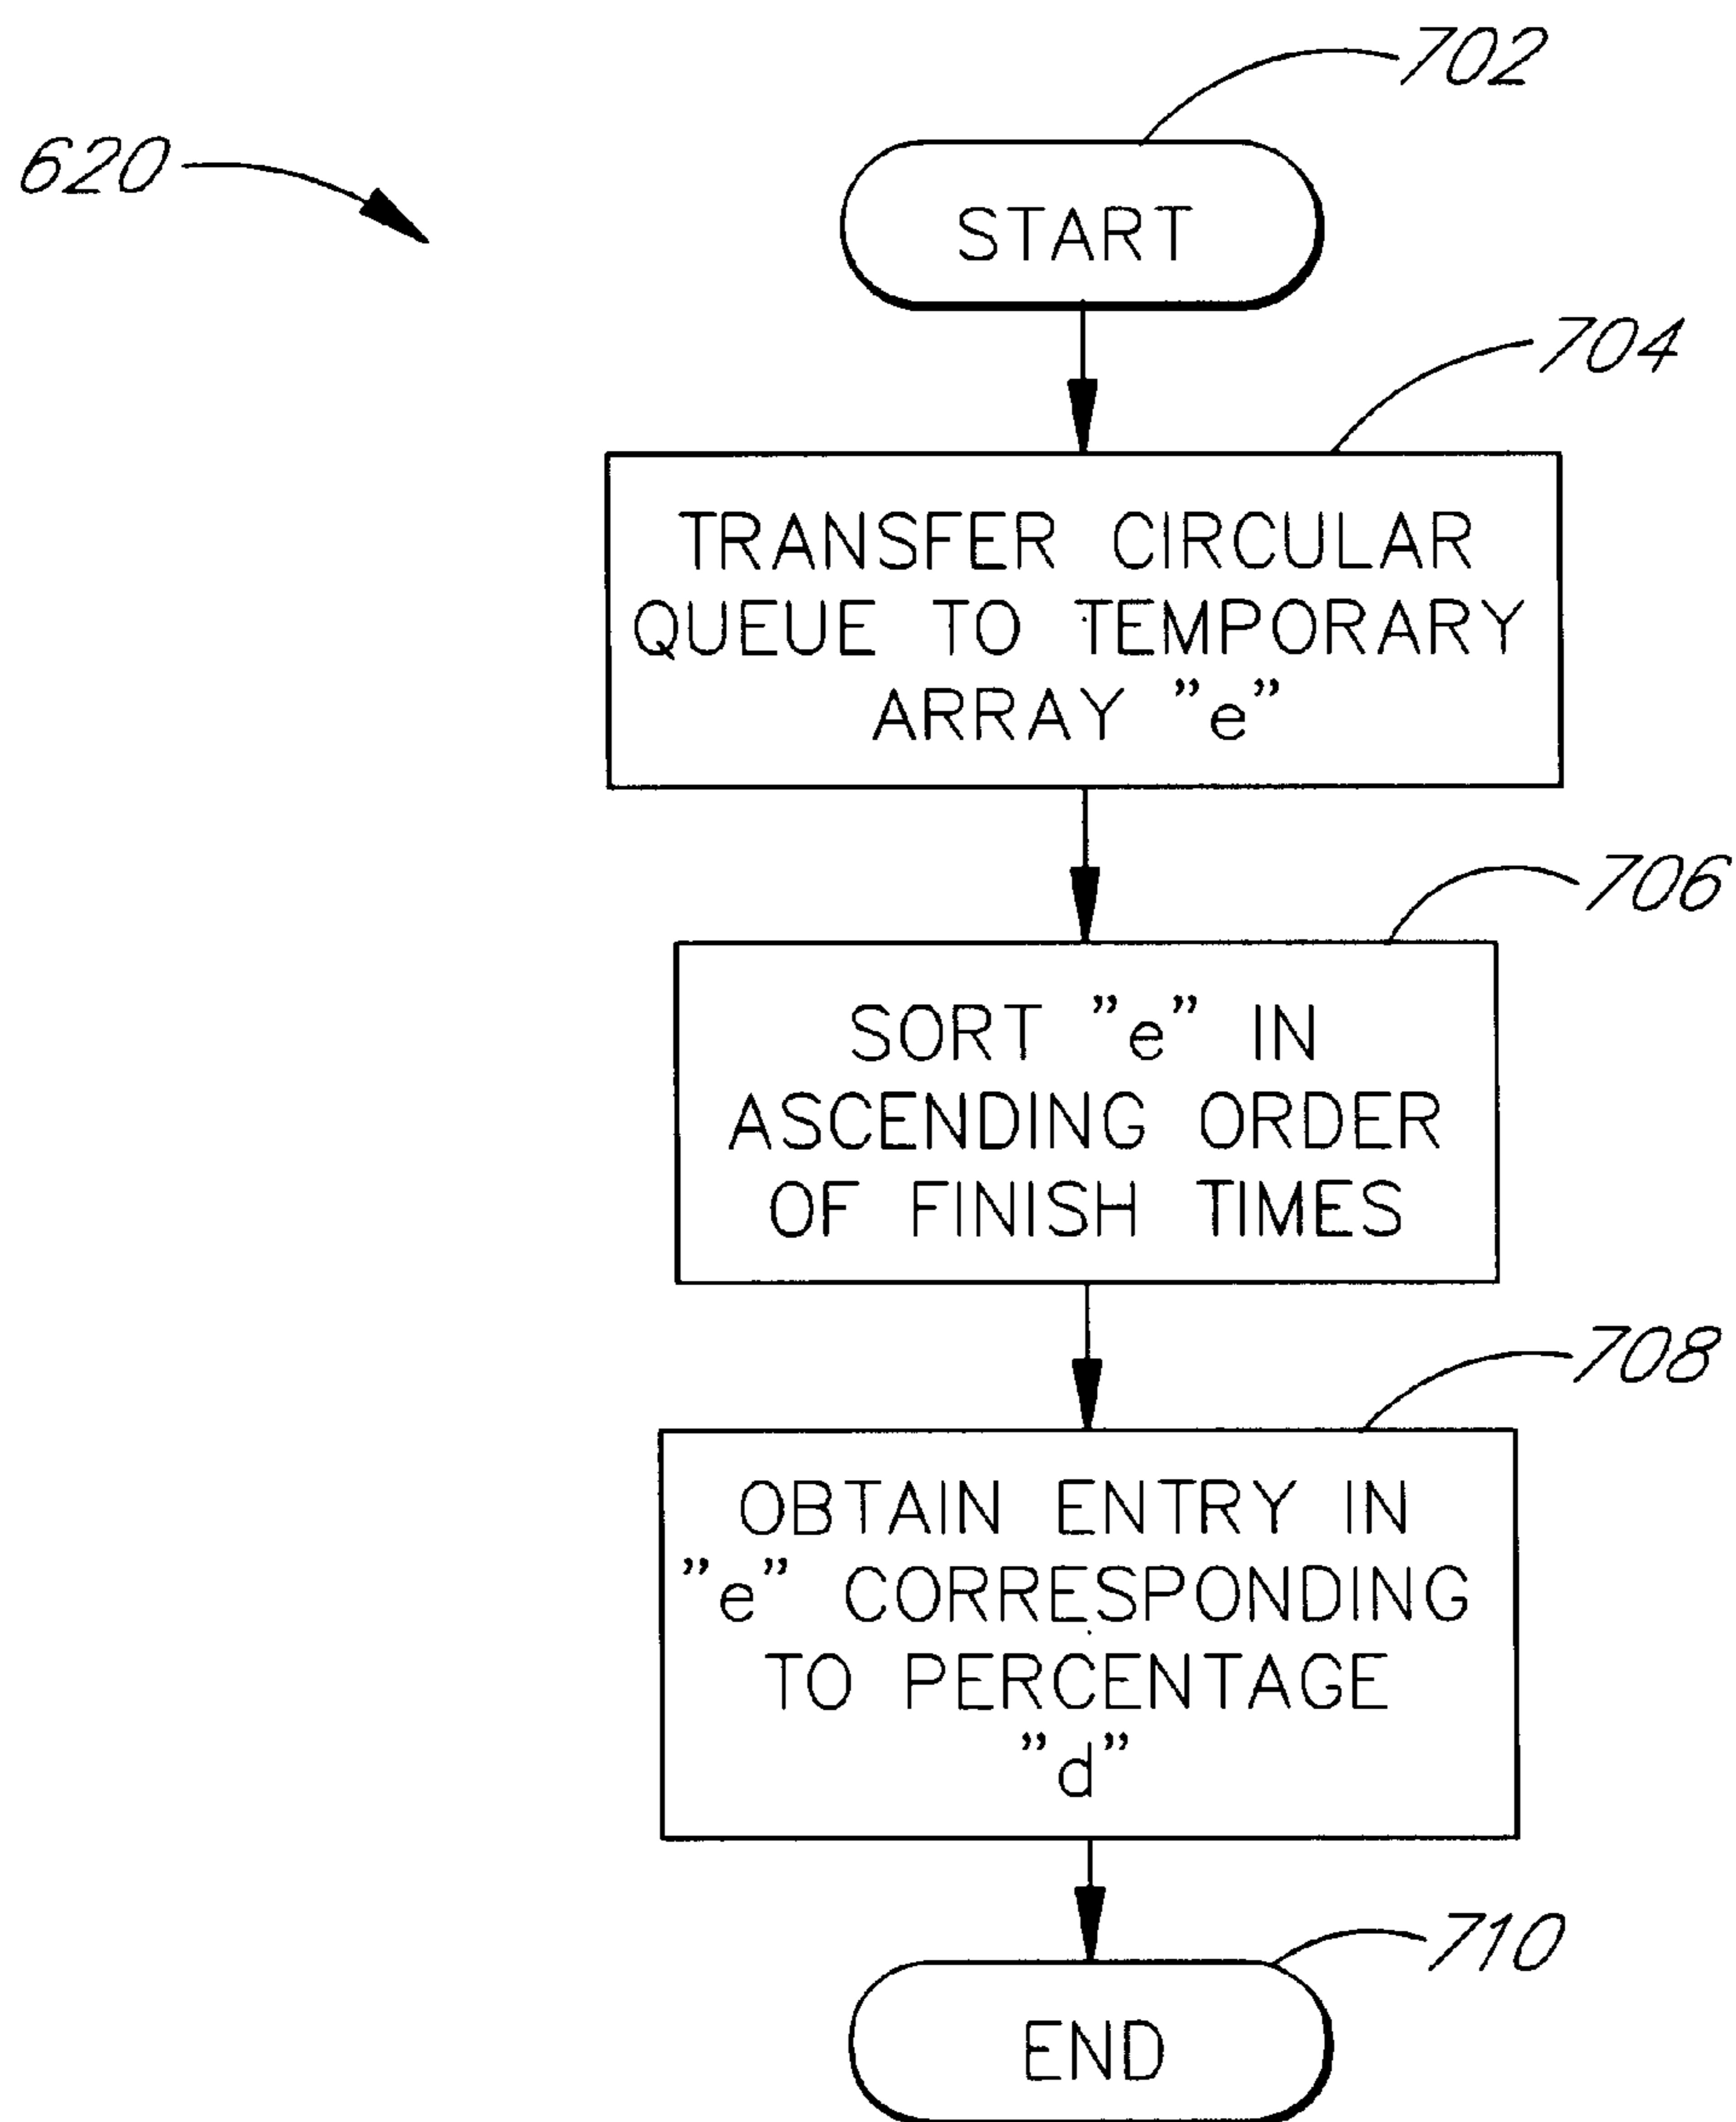 702
620
START
704
TRANSFER CIRCULAR
QUEUE TO TEMPORARY
ARRAY ”e”
706
SORT ”e” IN
ASCENDING ORDER
OF FINISH TIMES
708
OBTAIN ENTRY IN
”e” CORRESPONDING
TO PERCENTAGE
”d”
710
END